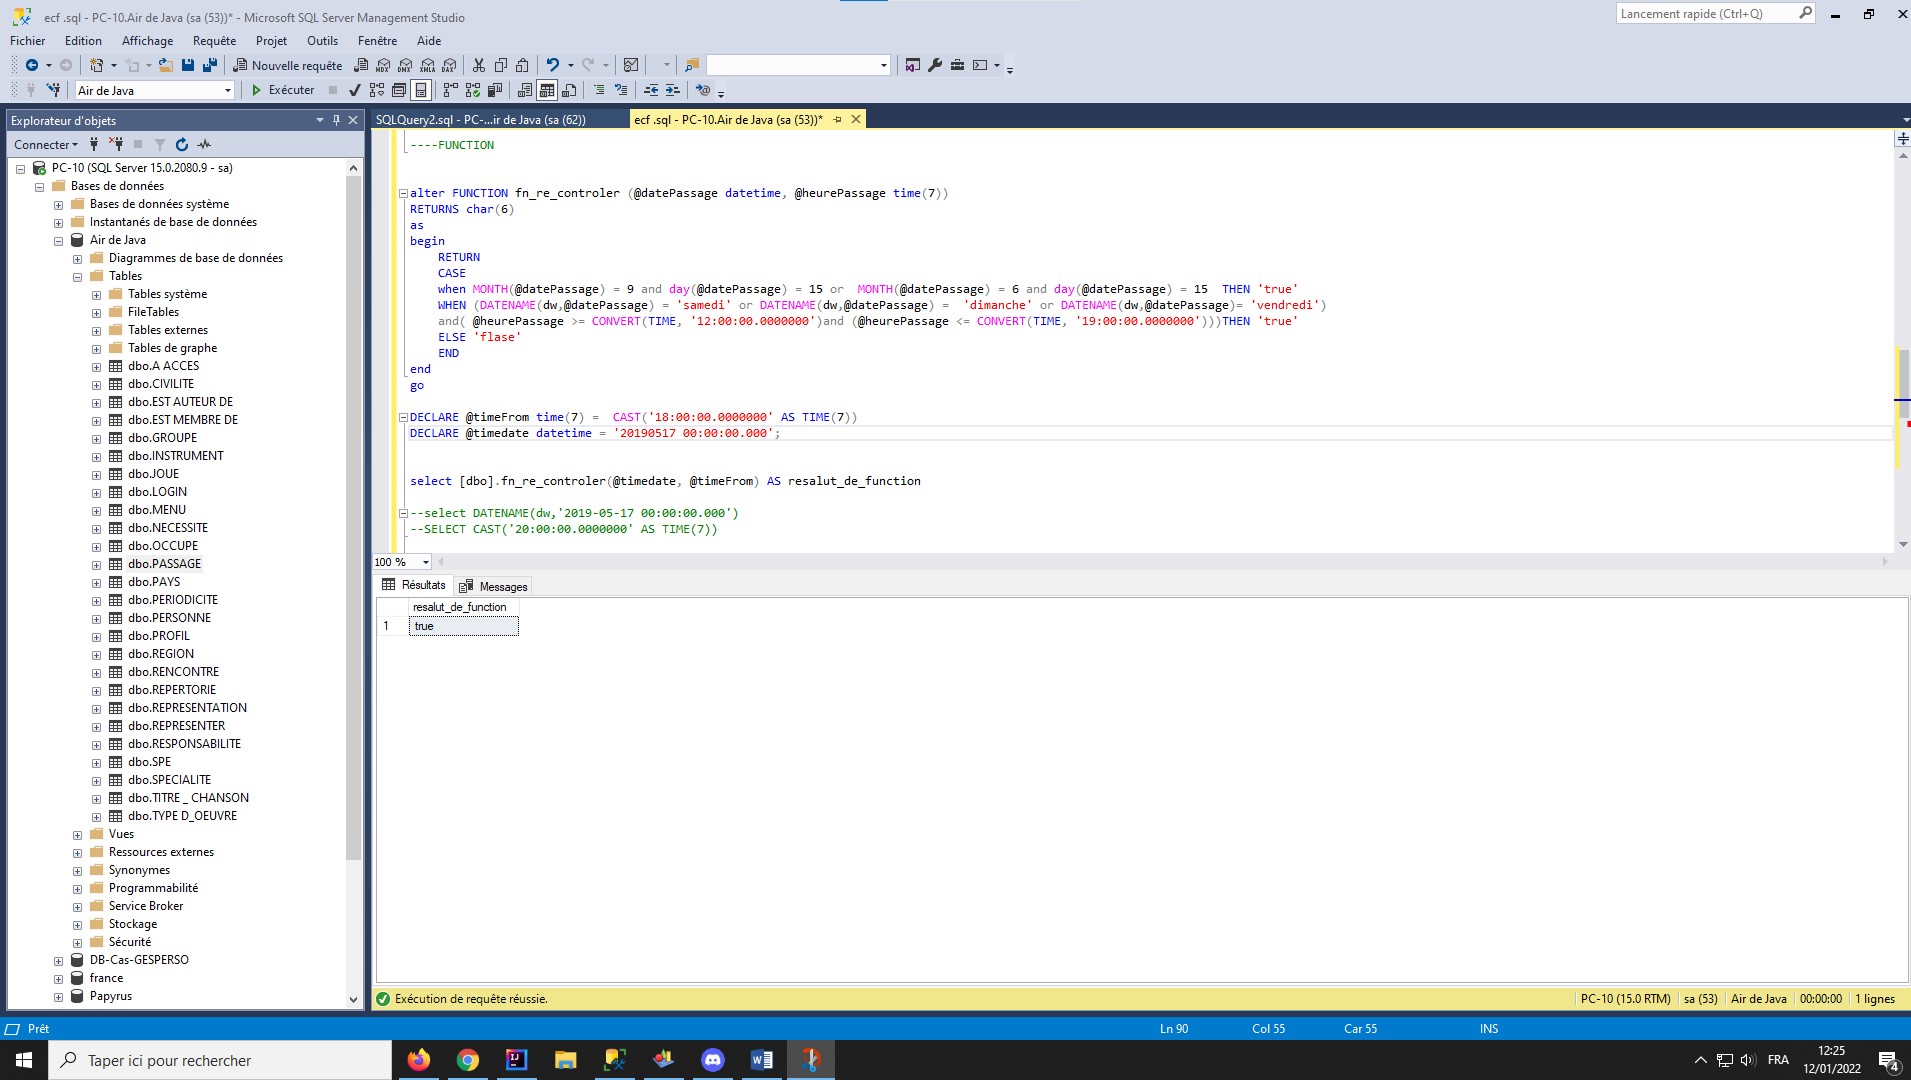 ecf .sql - PC-10.Air de Java (sa (53))* - Microsoft SQL Server Management Studio
Lancement rapide (Ctrl+Q)
Fichier Edition Affichage Requête Projet Outils Fenêtre Aide
Nouvelle requête MDX DMX XMLA DAX
Air de Java Exécuter
Explorateur d'objets
Connecter
PC-10 (SQL Server 15.0.2080.9 - sa)
Bases de données
Bases de données système
Instantanés de base de données
Air de Java
Diagrammes de base de données
Tables
Tables système
FileTables
Tables externes
Tables de graphe
dbo.A ACCES
dbo.CIVILITE
dbo.EST AUTEUR DE
dbo.EST MEMBRE DE
dbo.GROUPE
dbo.INSTRUMENT
dbo.JOUE
dbo.LOGIN
dbo.MENU
dbo.NECESSITE
dbo.OCCUPE
dbo.PASSAGE
dbo.PAYS
dbo.PERIODICITE
dbo.PERSONNE
dbo.PROFIL
dbo.REGION
dbo.RENCONTRE
dbo.REPERTORIE
dbo.REPRESENTATION
dbo.REPRESENTER
dbo.RESPONSABILITE
dbo.SPE
dbo.SPECIALITE
dbo.TITRE _ CHANSON
dbo.TYPE D_OEUVRE
Vues
Ressources externes
Synonymes
Programmabilité
Service Broker
Stockage
Sécurité
DB-Cas-GESPERSO
france
Papyrus
SQLQuery2.sql - PC-...ir de Java (sa (62)) ecf .sql - PC-10.Air de Java (sa (53))*
----FUNCTION
alter FUNCTION fn_re_controler (@datePassage datetime, @heurePassage time(7))
RETURNS char(6)
as
begin
RETURN
CASE
when MONTH(@datePassage) = 9 and day(@datePassage) = 15 or  MONTH(@datePassage) = 6 and day(@datePassage) = 15  THEN 'true'
WHEN (DATENAME(dw,@datePassage) = 'samedi' or DATENAME(dw,@datePassage) =  'dimanche' or DATENAME(dw,@datePassage)= 'vendredi')
and( @heurePassage >= CONVERT(TIME, '12:00:00.0000000')and (@heurePassage <= CONVERT(TIME, '19:00:00.0000000')))THEN 'true'
ELSE 'flase'
END
end
go
DECLARE @timeFrom time(7) =  CAST('18:00:00.0000000' AS TIME(7))
DECLARE @timedate datetime = '20190517 00:00:00.000';
select [dbo].fn_re_controler(@timedate, @timeFrom) AS resalut_de_function
--select DATENAME(dw,'2019-05-17 00:00:00.000')
--SELECT CAST('20:00:00.0000000' AS TIME(7))
100 %
Résultats Messages
resalut_de_function
1 true
Exécution de requête réussie.
PC-10 (15.0 RTM) sa (53) Air de Java 00:00:00 1 lignes
Prêt Ln 90 Col 55 Car 55 INS
Taper ici pour rechercher
FRA
12:25
12/01/2022
4